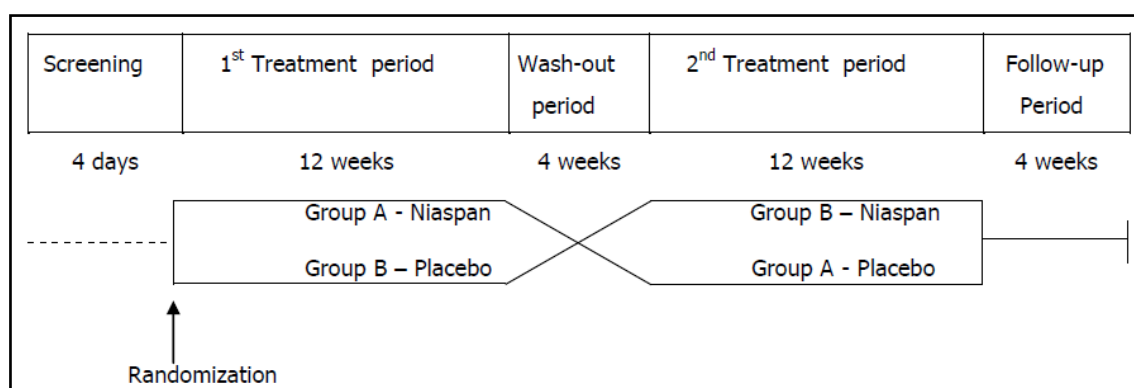 Screening 1st Treatment period Wash-out period 2nd Treatment period Follow-up Period
4 days 12 weeks 4 weeks 12 weeks 4 weeks
Group A - Niaspan Group B – Niaspan
Group B – Placebo Group A - Placebo
Randomization